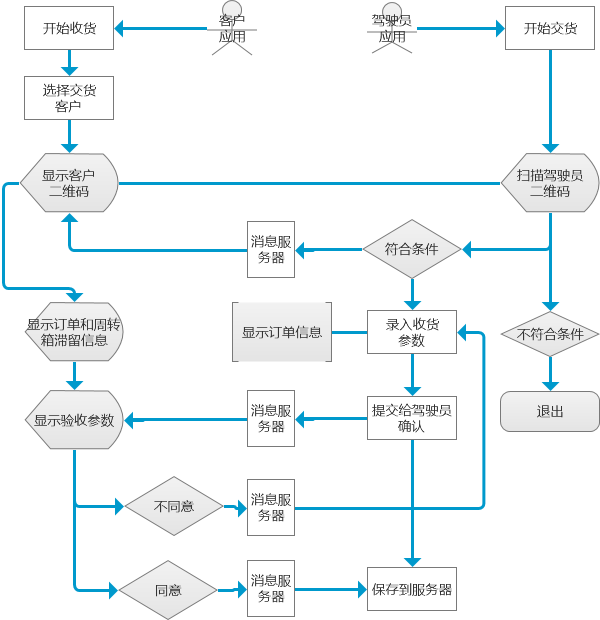 开始收货
客户
应用
驾驶员
应用
开始交货
选择交货
客户
显示客户
二维码
扫描驾驶员
二维码
消息服
务器
符合条件
显示订单和周转
箱滞留信息
显示订单信息
录入收货
参数
不符合条件
显示验收参数
消息服
务器
提交给驾驶员
确认
退出
不同意
消息服
务器
同意
消息服
务器
保存到服务器